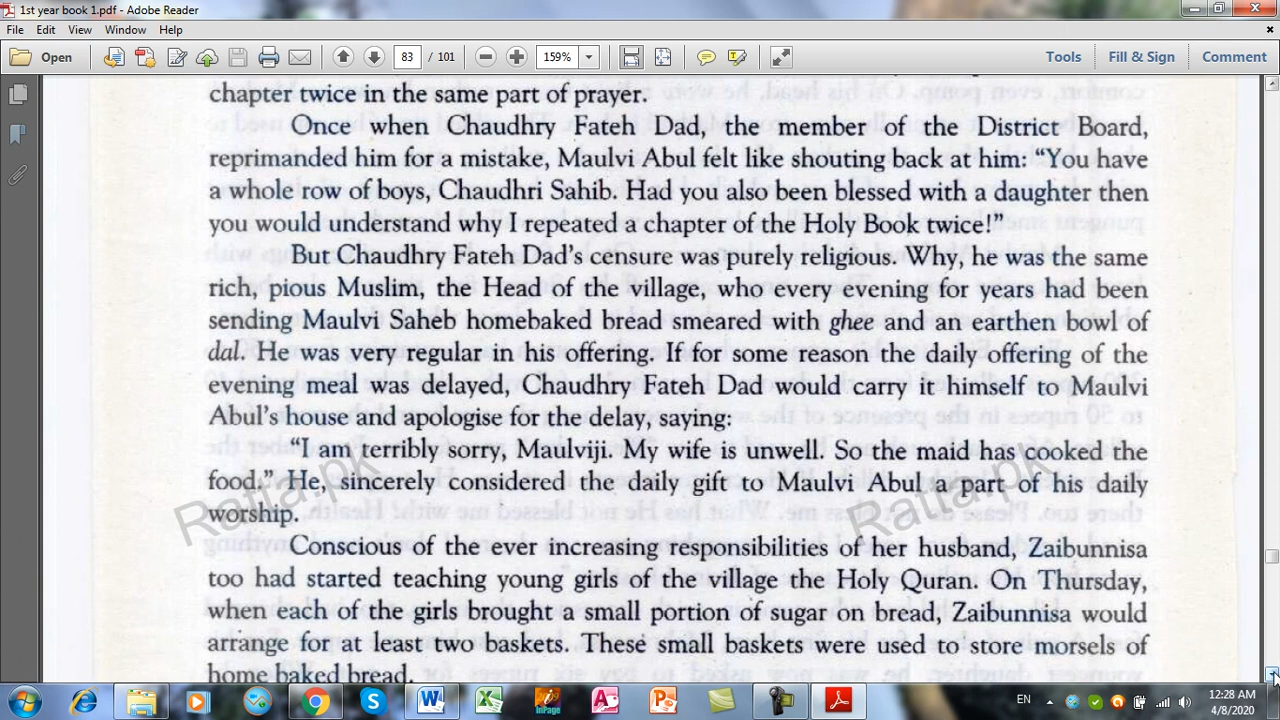 1st year book 1.pdf - Adobe Reader
File Edit View Window Help
Open 83 / 101 159% Tools Fill & Sign Comment
chapter twice in the same part of prayer.
Once when Chaudhry Fateh Dad, the member of the District Board,
reprimanded him for a mistake, Maulvi Abul felt like shouting back at him: “You have
a whole row of boys, Chaudhri Sahib. Had you also been blessed with a daughter then
you would understand why I repeated a chapter of the Holy Book twice!”
But Chaudhry Fateh Dad’s censure was purely religious. Why, he was the same
rich, pious Muslim, the Head of the village, who every evening for years had been
sending Maulvi Saheb homebaked bread smeared with ghee and an earthen bowl of
dal. He was very regular in his offering. If for some reason the daily offering of the
evening meal was delayed, Chaudhry Fateh Dad would carry it himself to Maulvi
Abul’s house and apologise for the delay, saying:
“I am terribly sorry, Maulviji. My wife is unwell. So the maid has cooked the
food.” He, sincerely considered the daily gift to Maulvi Abul a part of his daily
worship.
Ratta.pk Ratta.pk
Conscious of the ever increasing responsibilities of her husband, Zaibunnisa
too had started teaching young girls of the village the Holy Quran. On Thursday,
when each of the girls brought a small portion of sugar on bread, Zaibunnisa would
arrange for at least two baskets. These small baskets were used to store morsels of
home baked bread.
EN 12:28 AM
4/8/2020